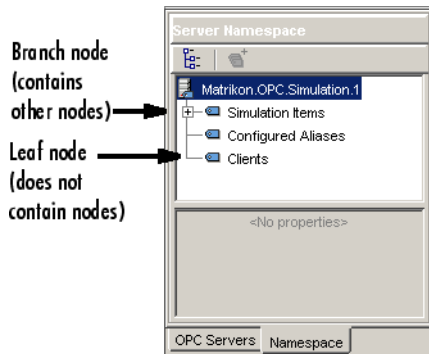 Server Namespace
Branch node
(contains
other nodes)
Leaf node
(does not
contain nodes)
Matrikon.OPC.Simulation.1
Simulation Items
Configured Aliases
Clients
<No properties>
OPC Servers
Namespace